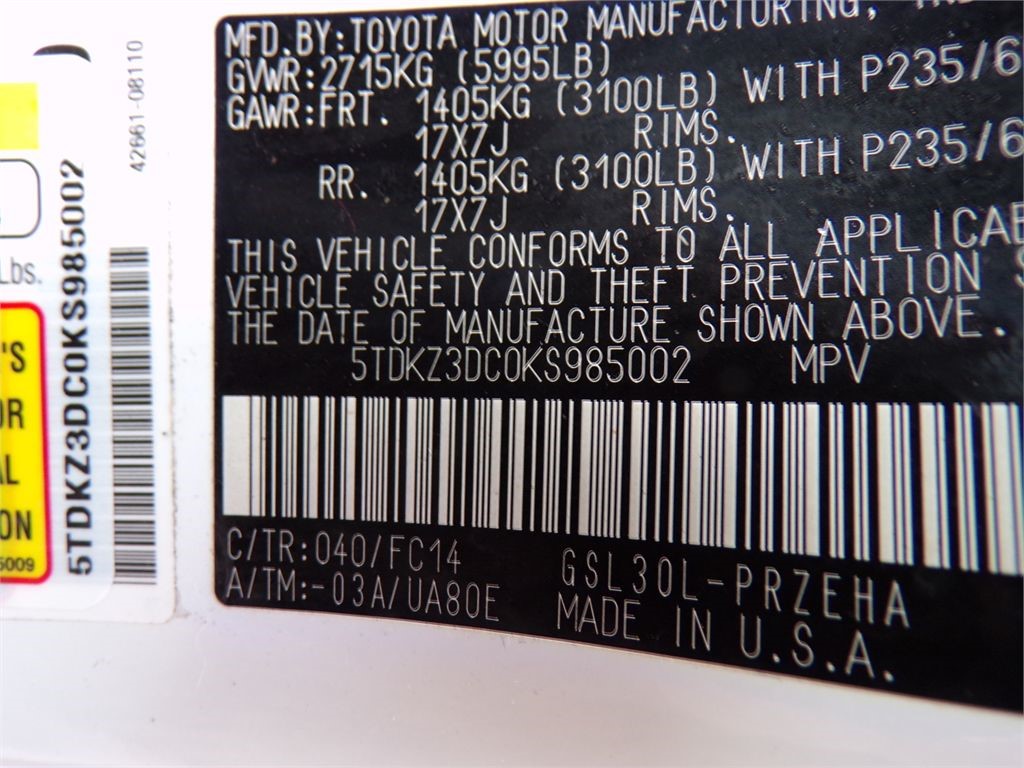 MFD.BY:TOYOTA MOTOR MANUFACTURING,
GVWR:2715KG (5995LB)
GAWR:FRT. 1405KG (3100LB) WITH P235/6
17X7J RIMS.
RR. 1405KG (3100LB) WITH P235/6
17X7J RIMS.
THIS VEHICLE CONFORMS TO ALL APPLICAB
VEHICLE SAFETY AND THEFT PREVENTION S
THE DATE OF MANUFACTURE SHOWN ABOVE.
5TDKZ3DC0KS985002 MPV
C/TR:040/FC14 GSL30L-PRZEHA
A/TM:-03A/UA80E MADE IN U.S.A.
42661-08110
5TDKZ3DC0KS985002
Lbs.
'S
OR
AL
ON
5009